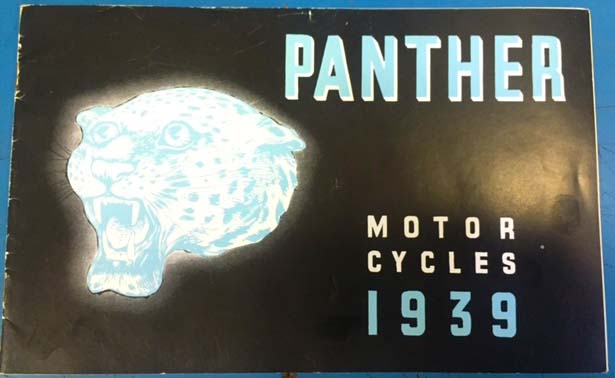 PANTHER
MOTOR
CYCLES
1939